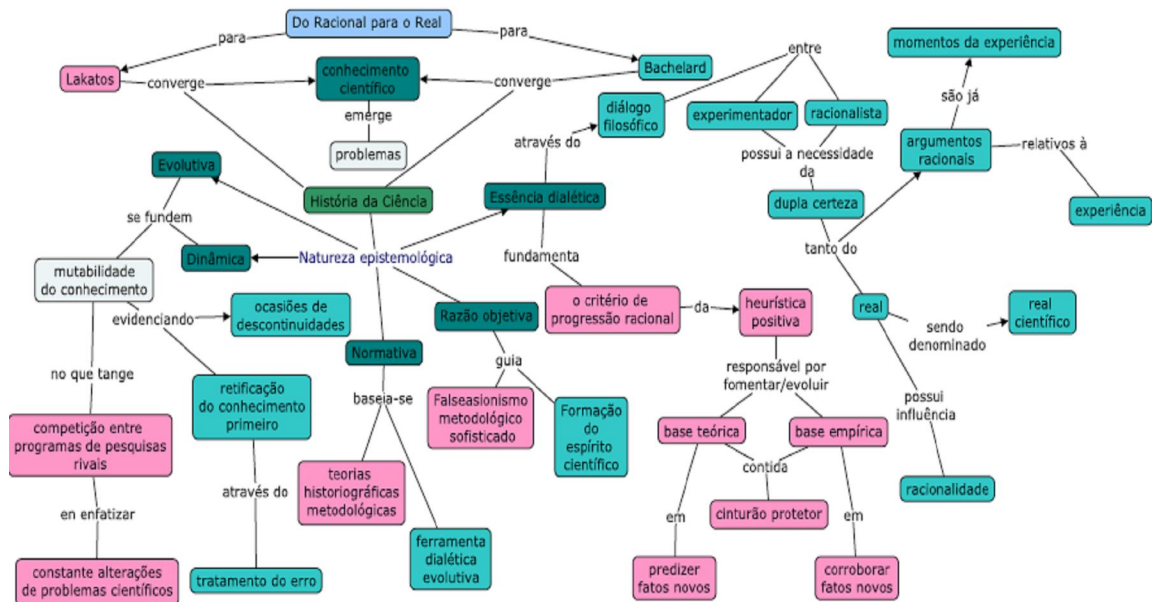 Do Racional para o Real
para
para
Lakatos
converge
conhecimento
científico
converge
Bachelard
emerge
problemas
História da Ciência
Evolutiva
se fundem
Dinâmica
Natureza epistemológica
Essência dialética
através do
diálogo
filosófico
entre
experimentador
racionalista
possui a necessidade
da
dupla certeza
tanto do
momentos da experiência
são já
argumentos
racionais
relativos à
experiência
real
sendo
denominado
real
científico
possui
influência
racionalidade
fundamenta
o critério de
progressão racional
da
heurística
positiva
responsável por
fomentar/evoluir
base teórica
base empírica
contida
cinturão protetor
em
em
predizer
fatos novos
corroborar
fatos novos
mutabilidade
do conhecimento
evidenciando
ocasiões de
descontinuidades
no que tange
retificação
do conhecimento
primeiro
competição entre
programas de pesquisas
rivais
en enfatizar
constante alterações
de problemas científicos
através do
tratamento do erro
Normativa
baseia-se
teorias
historiográficas
metodológicas
ferramenta
dialética
evolutiva
Razão objetiva
guia
Falseasionismo
metodológico
sofisticado
Formação
do
espírito
científico